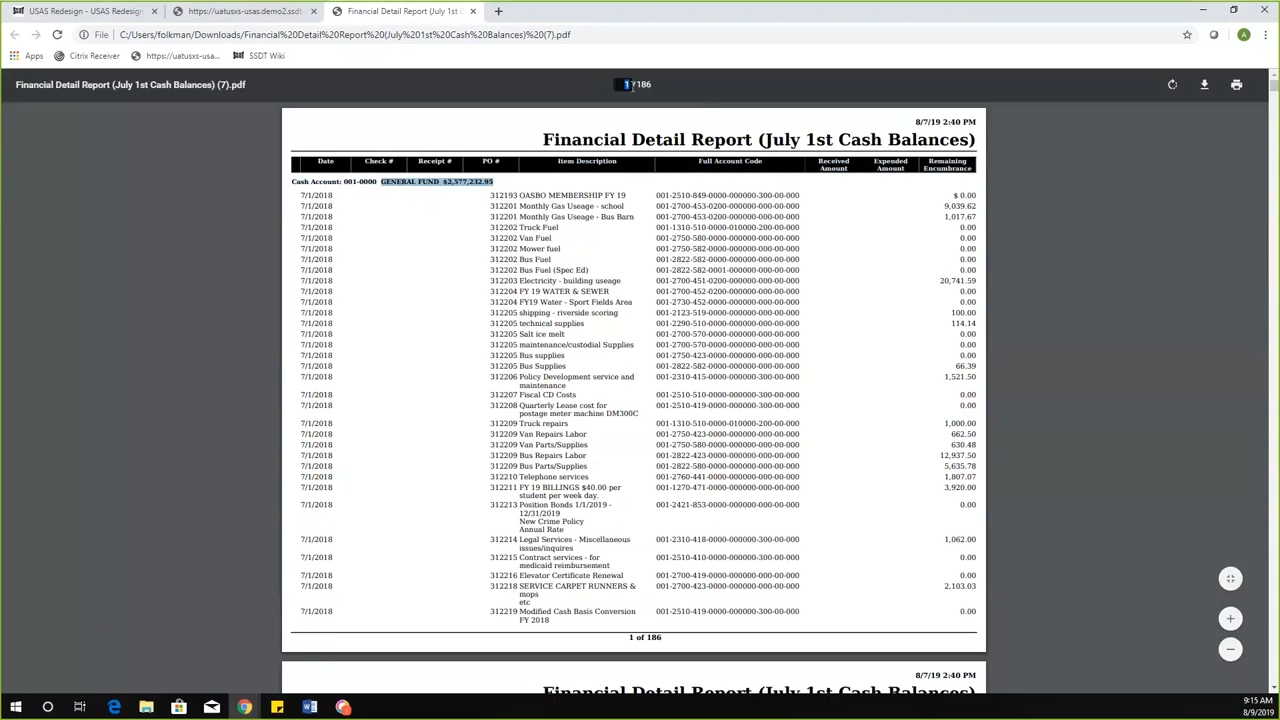 USAS Redesign - USAS Redesig
https://uatusxs-usas.demo2.ssdt
Financial Detail Report (July 1st C
File
C:/Users/folkman/Downloads/Financial%20Detail%20Report%20(July%201st%20Cash%20Balances)%20(7).pdf
Apps Citrix Receiver https://uatusxs-usa... SSDT Wiki
Financial Detail Report (July 1st Cash Balances) (7).pdf 1/186
8/7/19 2:40 PM
Financial Detail Report (July 1st Cash Balances)
Date Check # Receipt # PO # Item Description Full Account Code Received Amount Expended Amount Remaining Encumbrance
Cash Account: 001-0000 GENERAL FUND $2,577,232.95
7/1/2018 312193 OASBO MEMBERSHIP FY 19 001-2510-849-0000-000000-300-00-000 $ 0.00
7/1/2018 312201 Monthly Gas Useage - school 001-2700-453-0200-000000-000-00-000 9,039.62
7/1/2018 312201 Monthly Gas Useage - Bus Barn 001-2700-453-0200-000000-000-00-000 1,017.67
7/1/2018 312202 Truck Fuel 001-1310-510-0000-010000-200-00-000 0.00
7/1/2018 312202 Van Fuel 001-2750-580-0000-000000-000-00-000 0.00
7/1/2018 312202 Mower fuel 001-2750-582-0000-000000-000-00-000 0.00
7/1/2018 312202 Bus Fuel 001-2822-582-0000-000000-000-00-000 0.00
7/1/2018 312202 Bus Fuel (Spec Ed) 001-2822-582-0001-000000-000-00-000 0.00
7/1/2018 312203 Electricity - building useage 001-2700-451-0200-000000-000-00-000 20,741.59
7/1/2018 312204 FY 19 WATER & SEWER 001-2700-452-0200-000000-000-00-000 0.00
7/1/2018 312204 FY19 Water - Sport Fields Area 001-2730-452-0200-000000-000-00-000 0.00
7/1/2018 312205 shipping - riverside scoring 001-2123-519-0000-000000-000-00-000 100.00
7/1/2018 312205 technical supplies 001-2290-510-0000-000000-000-00-000 114.14
7/1/2018 312205 Salt ice melt 001-2700-570-0000-000000-000-00-000 0.00
7/1/2018 312205 maintenance/custodial Supplies 001-2700-570-0000-000000-000-00-000 0.00
7/1/2018 312205 Bus supplies 001-2750-423-0000-000000-000-00-000 0.00
7/1/2018 312205 Bus Supplies 001-2822-582-0000-000000-000-00-000 66.39
7/1/2018 312206 Policy Development service and 001-2310-415-0000-000000-300-00-000 1,521.50
maintenance
7/1/2018 312207 Fiscal CD Costs 001-2510-510-0000-000000-300-00-000 0.00
7/1/2018 312208 Quarterly Lease cost for 001-2510-419-0000-000000-300-00-000 0.00
postage meter machine DM300C
7/1/2018 312209 Truck repairs 001-1310-510-0000-010000-200-00-000 1,000.00
7/1/2018 312209 Van Repairs Labor 001-2750-423-0000-000000-000-00-000 662.50
7/1/2018 312209 Van Parts/Supplies 001-2750-580-0000-000000-000-00-000 630.48
7/1/2018 312209 Bus Repairs Labor 001-2822-423-0000-000000-000-00-000 12,937.50
7/1/2018 312209 Bus Parts/Supplies 001-2822-580-0000-000000-000-00-000 5,635.78
7/1/2018 312210 Telephone services 001-2760-441-0000-000000-000-00-000 1,807.07
7/1/2018 312211 FY 19 BILLINGS $40.00 per 001-1270-471-0000-000000-000-00-000 3,920.00
student per week day.
7/1/2018 312213 Position Bonds 1/1/2019 - 001-2421-853-0000-000000-000-00-000 0.00
12/31/2019
New Crime Policy
Annual Rate
7/1/2018 312214 Legal Services - Miscellaneous 001-2310-418-0000-000000-300-00-000 1,062.00
issues/inquires
7/1/2018 312215 Contract services - for 001-2510-410-0000-000000-300-00-000 0.00
medicaid reimbursement
7/1/2018 312216 Elevator Certificate Renewal 001-2700-419-0000-000000-000-00-000 0.00
7/1/2018 312218 SERVICE CARPET RUNNERS & 001-2700-423-0000-000000-000-00-000 2,103.03
mops
etc
7/1/2018 312219 Modified Cash Basis Conversion 001-2510-419-0000-000000-300-00-000 0.00
FY 2018
1 of 186
8/7/19 2:40 PM
Financial Detail Report (July 1st Cash Balances)
9:15 AM
8/9/2019